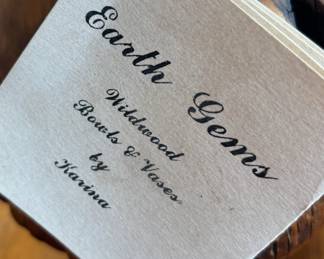 Earth Gems
Wildwood
Bowls & Vases
by
Karina